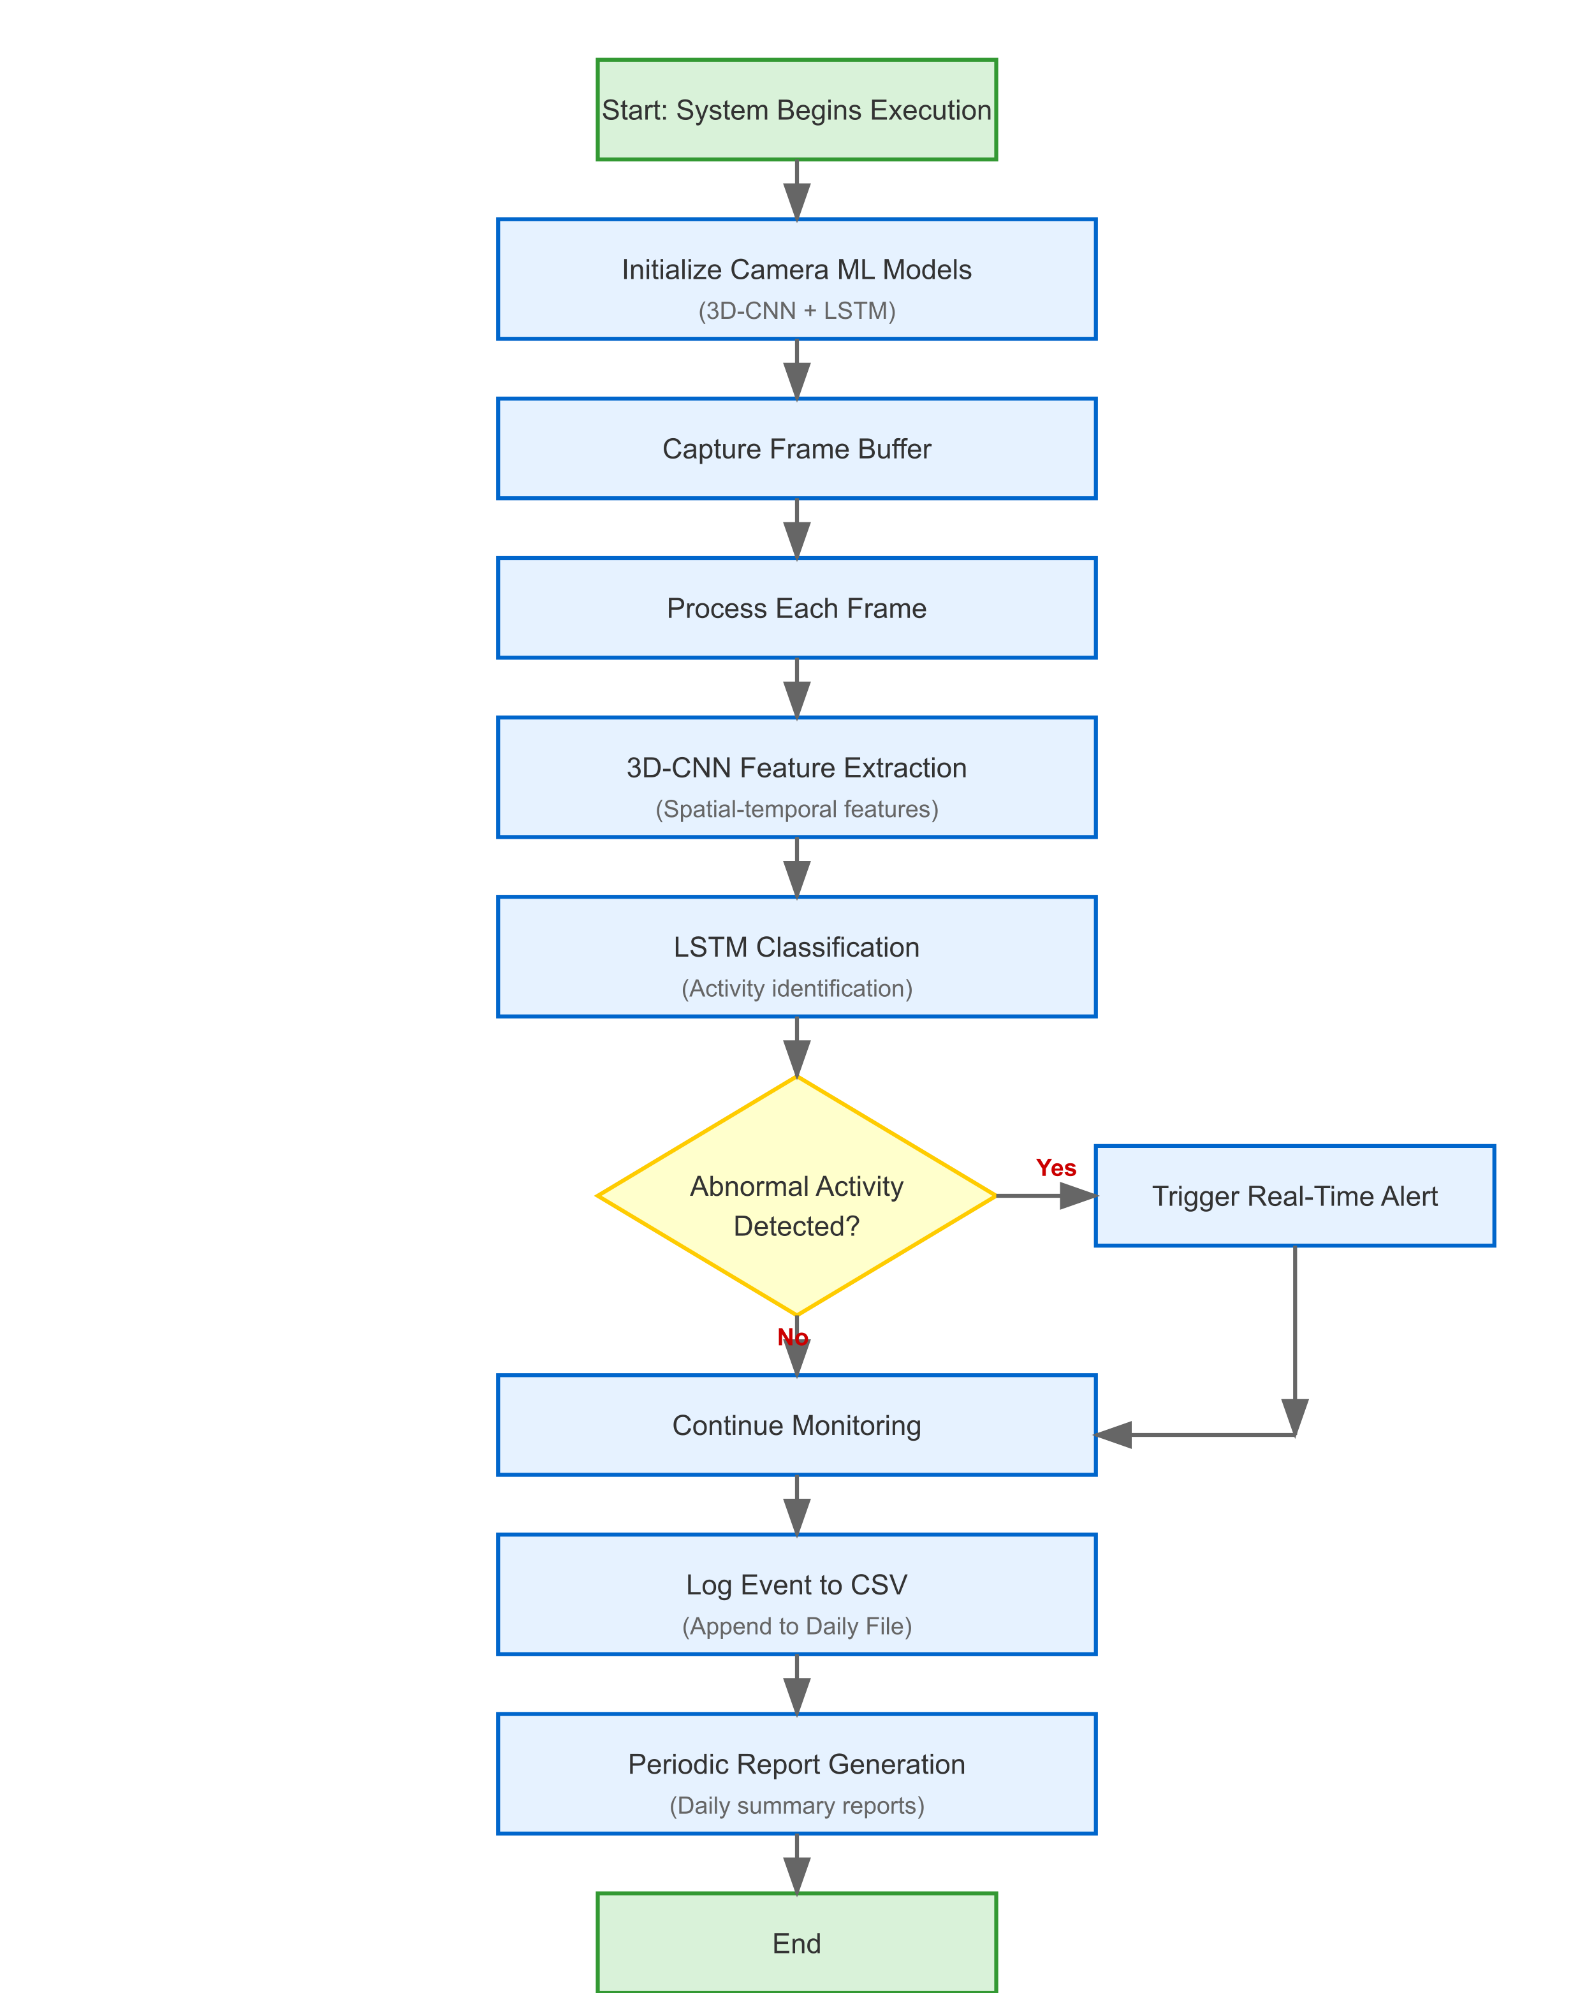 Start: System Begins Execution
Initialize Camera ML Models
(3D-CNN + LSTM)
Capture Frame Buffer
Process Each Frame
3D-CNN Feature Extraction
(Spatial-temporal features)
LSTM Classification
(Activity identification)
Abnormal Activity
Detected?
Yes
Trigger Real-Time Alert
No
Continue Monitoring
Log Event to CSV
(Append to Daily File)
Periodic Report Generation
(Daily summary reports)
End